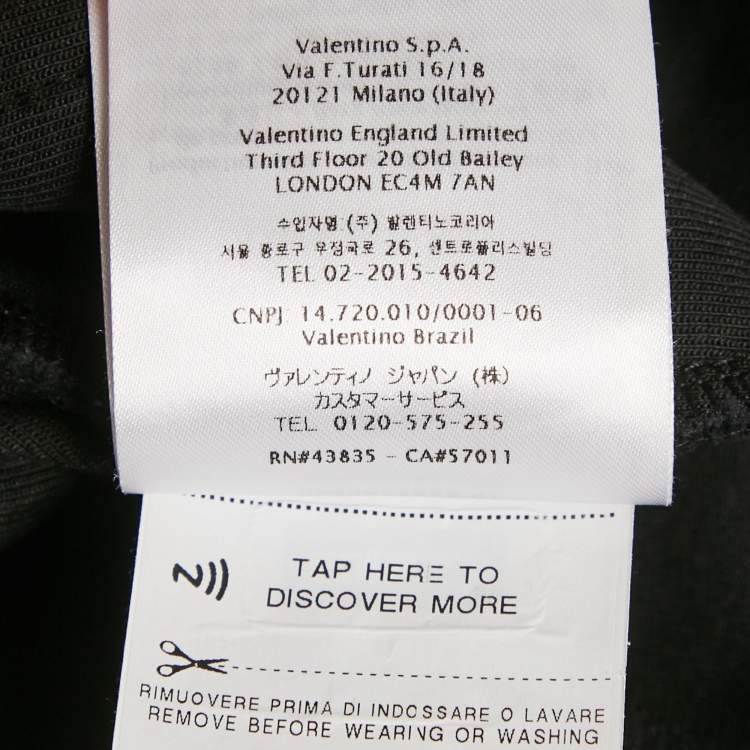 Valentino S.p.A.
Via F.Turati 16/18
20121 Milano (Italy)
Valentino England Limited
Third Floor 20 Old Bailey
LONDON EC4M 7AN
수입자명 (주) 발렌티노코리아
서울 종로구 우정국로 26, 센트로폴리스빌딩
TEL 02-2015-4642
CNPJ 14.720.010/0001-06
Valentino Brazil
ヴァレンティノ ジャパン (株)
カスタマーサービス
TEL 0120-575-255
RN#43835 - CA#57011
TAP HERE TO
DISCOVER MORE
RIMUOVERE PRIMA DI INDOSSARE O LAVARE
REMOVE BEFORE WEARING OR WASHING